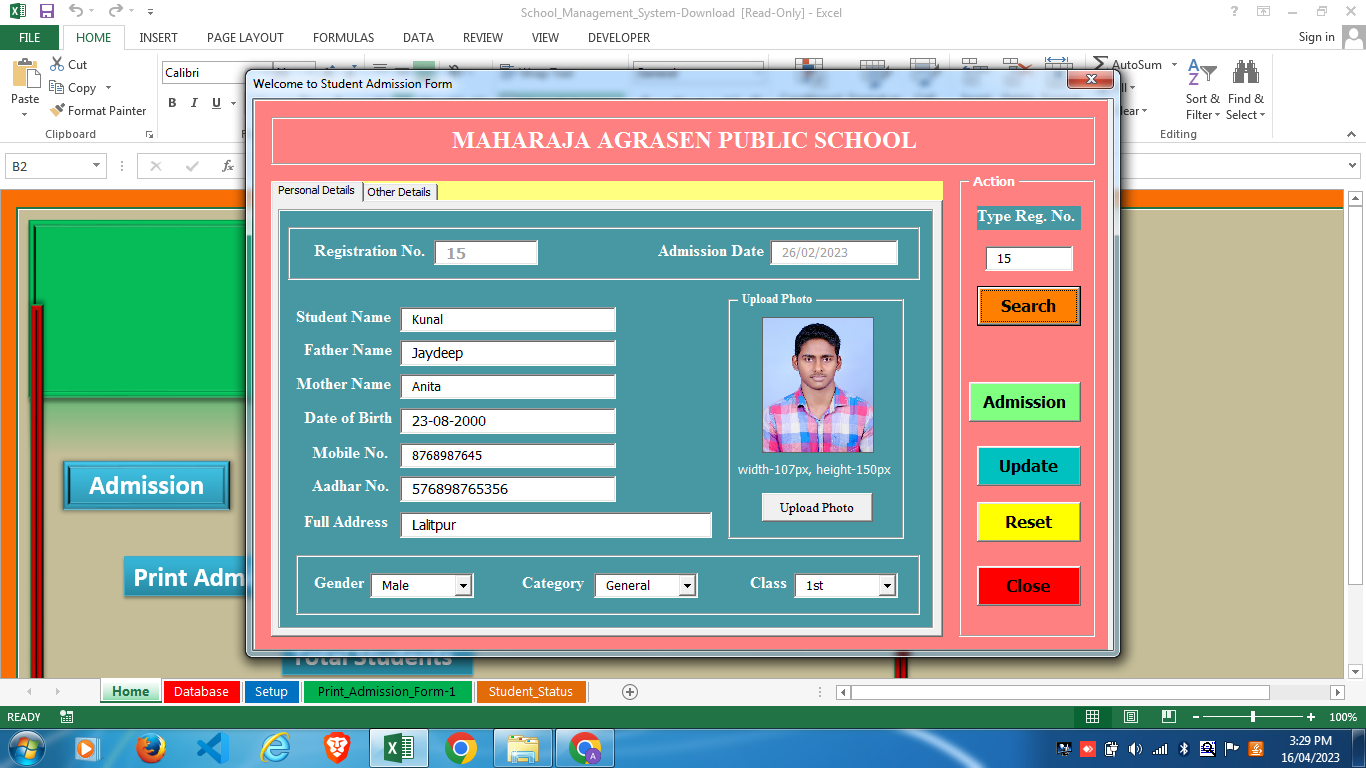 School_Management_System-Download [Read-Only] - Excel
FILE HOME INSERT PAGE LAYOUT FORMULAS DATA REVIEW VIEW DEVELOPER Sign in
Cut
Copy
Format Painter
Paste
Clipboard
Calibri
B I U
AutoSum
Sort & Filter
Find & Select
Editing
B2
fx
Welcome to Student Admission Form
MAHARAJA AGRASEN PUBLIC SCHOOL
Personal Details Other Details
Registration No. 15 Admission Date 26/02/2023
Student Name Kunal
Father Name Jaydeep
Mother Name Anita
Date of Birth 23-08-2000
Mobile No. 8768987645
Aadhar No. 576898765356
Full Address Lalitpur
Upload Photo
width-107px, height-150px
Upload Photo
Gender Male Category General Class 1st
Action
Type Reg. No.
15
Search
Admission
Update
Reset
Close
Admission
Print Adm
Total Students
Home Database Setup Print_Admission_Form-1 Student_Status
READY 100%
3:29 PM
16/04/2023